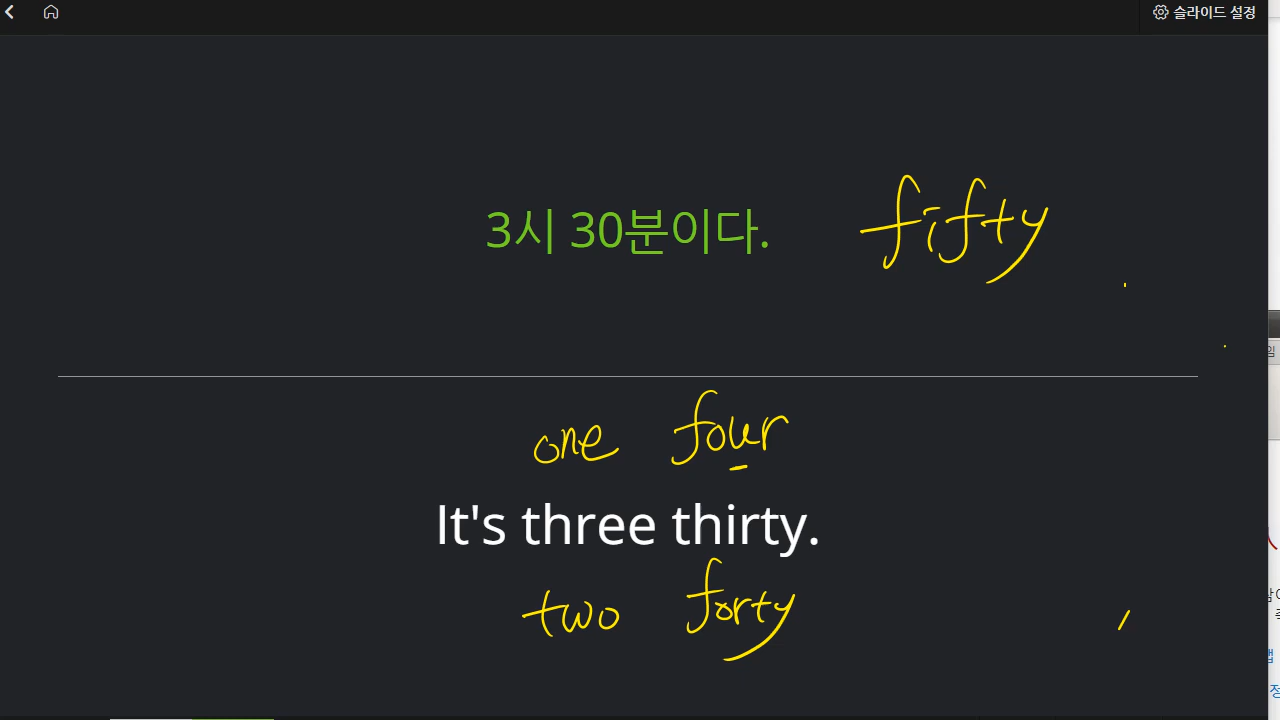 슬라이드 설정
3시 30분이다.
fifty
one four
It's three thirty.
two forty